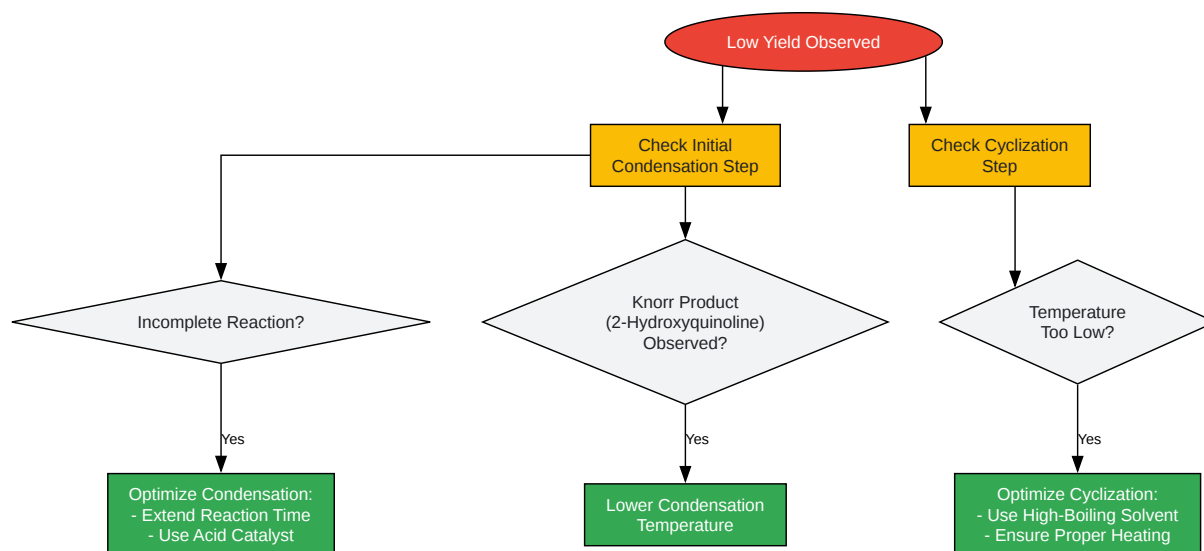 Low Yield Observed
Check Initial
Condensation Step
Check Cyclization
Step
Incomplete Reaction?
Knorr Product
(2-Hydroxyquinoline)
Observed?
Temperature
Too Low?
Yes
Yes
Yes
Optimize Condensation:
- Extend Reaction Time
- Use Acid Catalyst
Lower Condensation
Temperature
Optimize Cyclization:
- Use High-Boiling Solvent
- Ensure Proper Heating